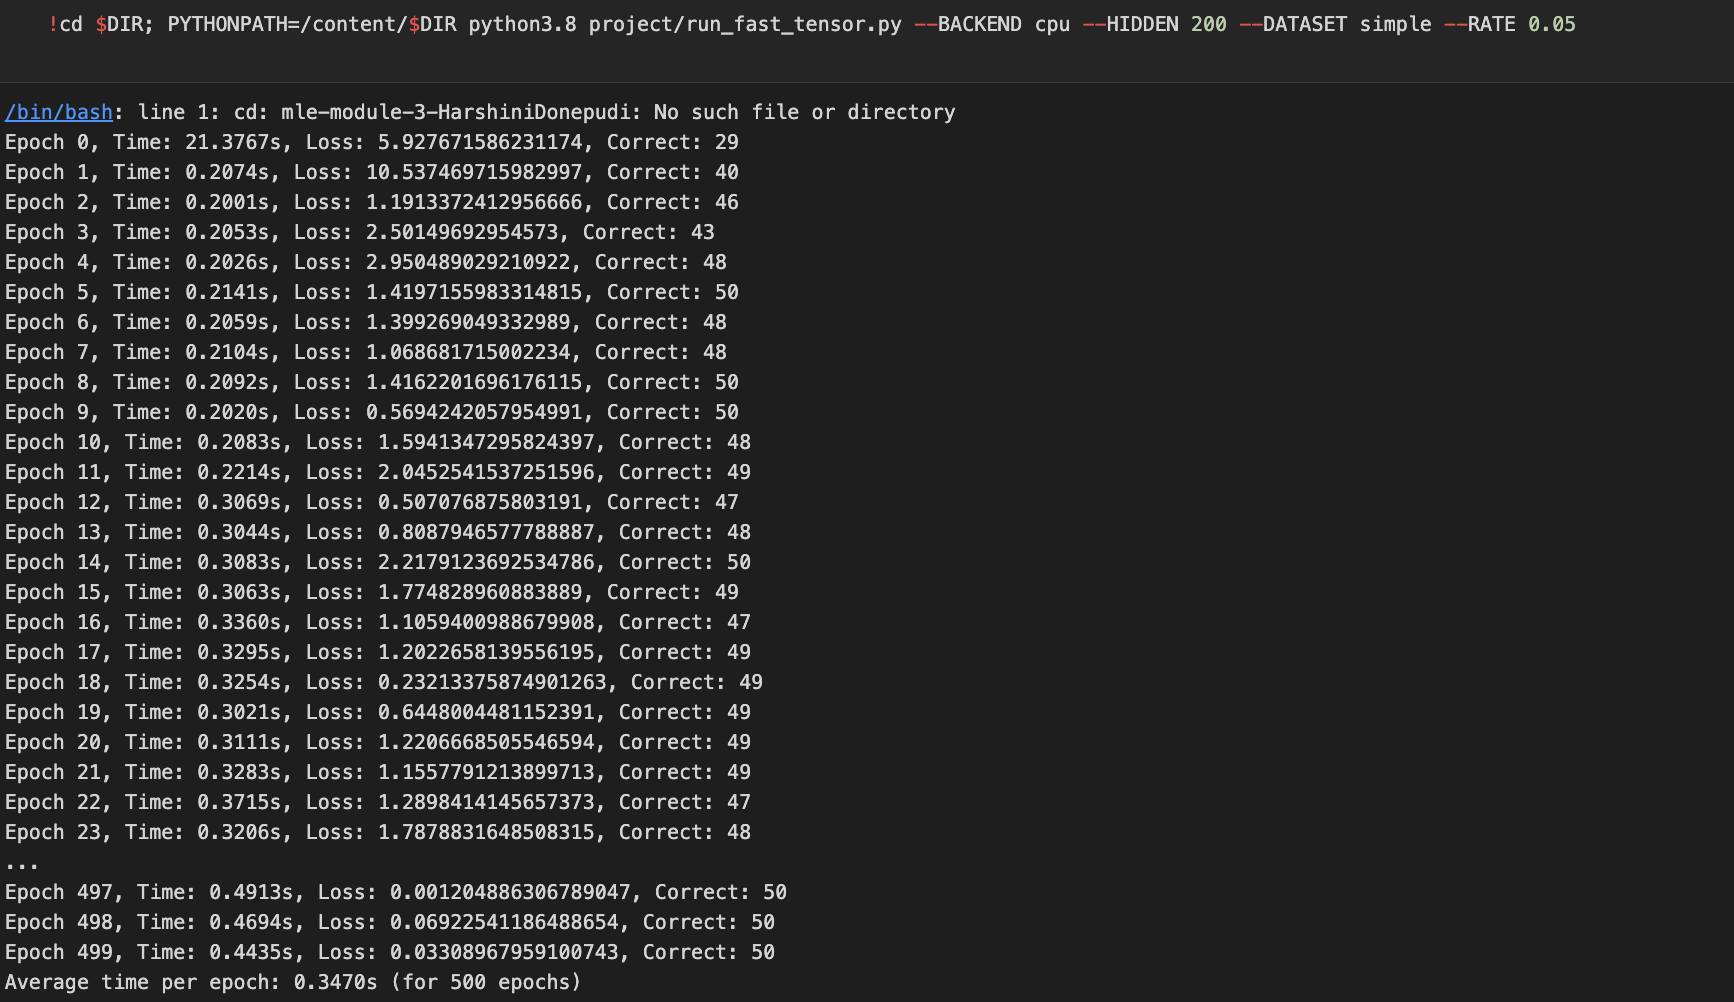 !cd $DIR; PYTHONPATH=/content/$DIR python3.8 project/run_fast_tensor.py --BACKEND cpu --HIDDEN 200 --DATASET simple --RATE 0.05
/bin/bash: line 1: cd: mle-module-3-HarshiniDonepudi: No such file or directory
Epoch 0, Time: 21.3767s, Loss: 5.927671586231174, Correct: 29
Epoch 1, Time: 0.2074s, Loss: 10.537469715982997, Correct: 40
Epoch 2, Time: 0.2001s, Loss: 1.1913372412956666, Correct: 46
Epoch 3, Time: 0.2053s, Loss: 2.50149692954573, Correct: 43
Epoch 4, Time: 0.2026s, Loss: 2.950489029210922, Correct: 48
Epoch 5, Time: 0.2141s, Loss: 1.4197155983314815, Correct: 50
Epoch 6, Time: 0.2059s, Loss: 1.399269049332989, Correct: 48
Epoch 7, Time: 0.2104s, Loss: 1.068681715002234, Correct: 48
Epoch 8, Time: 0.2092s, Loss: 1.4162201696176115, Correct: 50
Epoch 9, Time: 0.2020s, Loss: 0.5694242057954991, Correct: 50
Epoch 10, Time: 0.2083s, Loss: 1.5941347295824397, Correct: 48
Epoch 11, Time: 0.2214s, Loss: 2.0452541537251596, Correct: 49
Epoch 12, Time: 0.3069s, Loss: 0.507076875803191, Correct: 47
Epoch 13, Time: 0.3044s, Loss: 0.8087946577788887, Correct: 48
Epoch 14, Time: 0.3083s, Loss: 2.2179123692534786, Correct: 50
Epoch 15, Time: 0.3063s, Loss: 1.774828960883889, Correct: 49
Epoch 16, Time: 0.3360s, Loss: 1.1059400988679908, Correct: 47
Epoch 17, Time: 0.3295s, Loss: 1.2022658139556195, Correct: 49
Epoch 18, Time: 0.3254s, Loss: 0.23213375874901263, Correct: 49
Epoch 19, Time: 0.3021s, Loss: 0.6448004481152391, Correct: 49
Epoch 20, Time: 0.3111s, Loss: 1.2206668505546594, Correct: 49
Epoch 21, Time: 0.3283s, Loss: 1.1557791213899713, Correct: 49
Epoch 22, Time: 0.3715s, Loss: 1.2898414145657373, Correct: 47
Epoch 23, Time: 0.3206s, Loss: 1.7878831648508315, Correct: 48
...
Epoch 497, Time: 0.4913s, Loss: 0.001204886306789047, Correct: 50
Epoch 498, Time: 0.4694s, Loss: 0.06922541186488654, Correct: 50
Epoch 499, Time: 0.4435s, Loss: 0.03308967959100743, Correct: 50
Average time per epoch: 0.3470s (for 500 epochs)